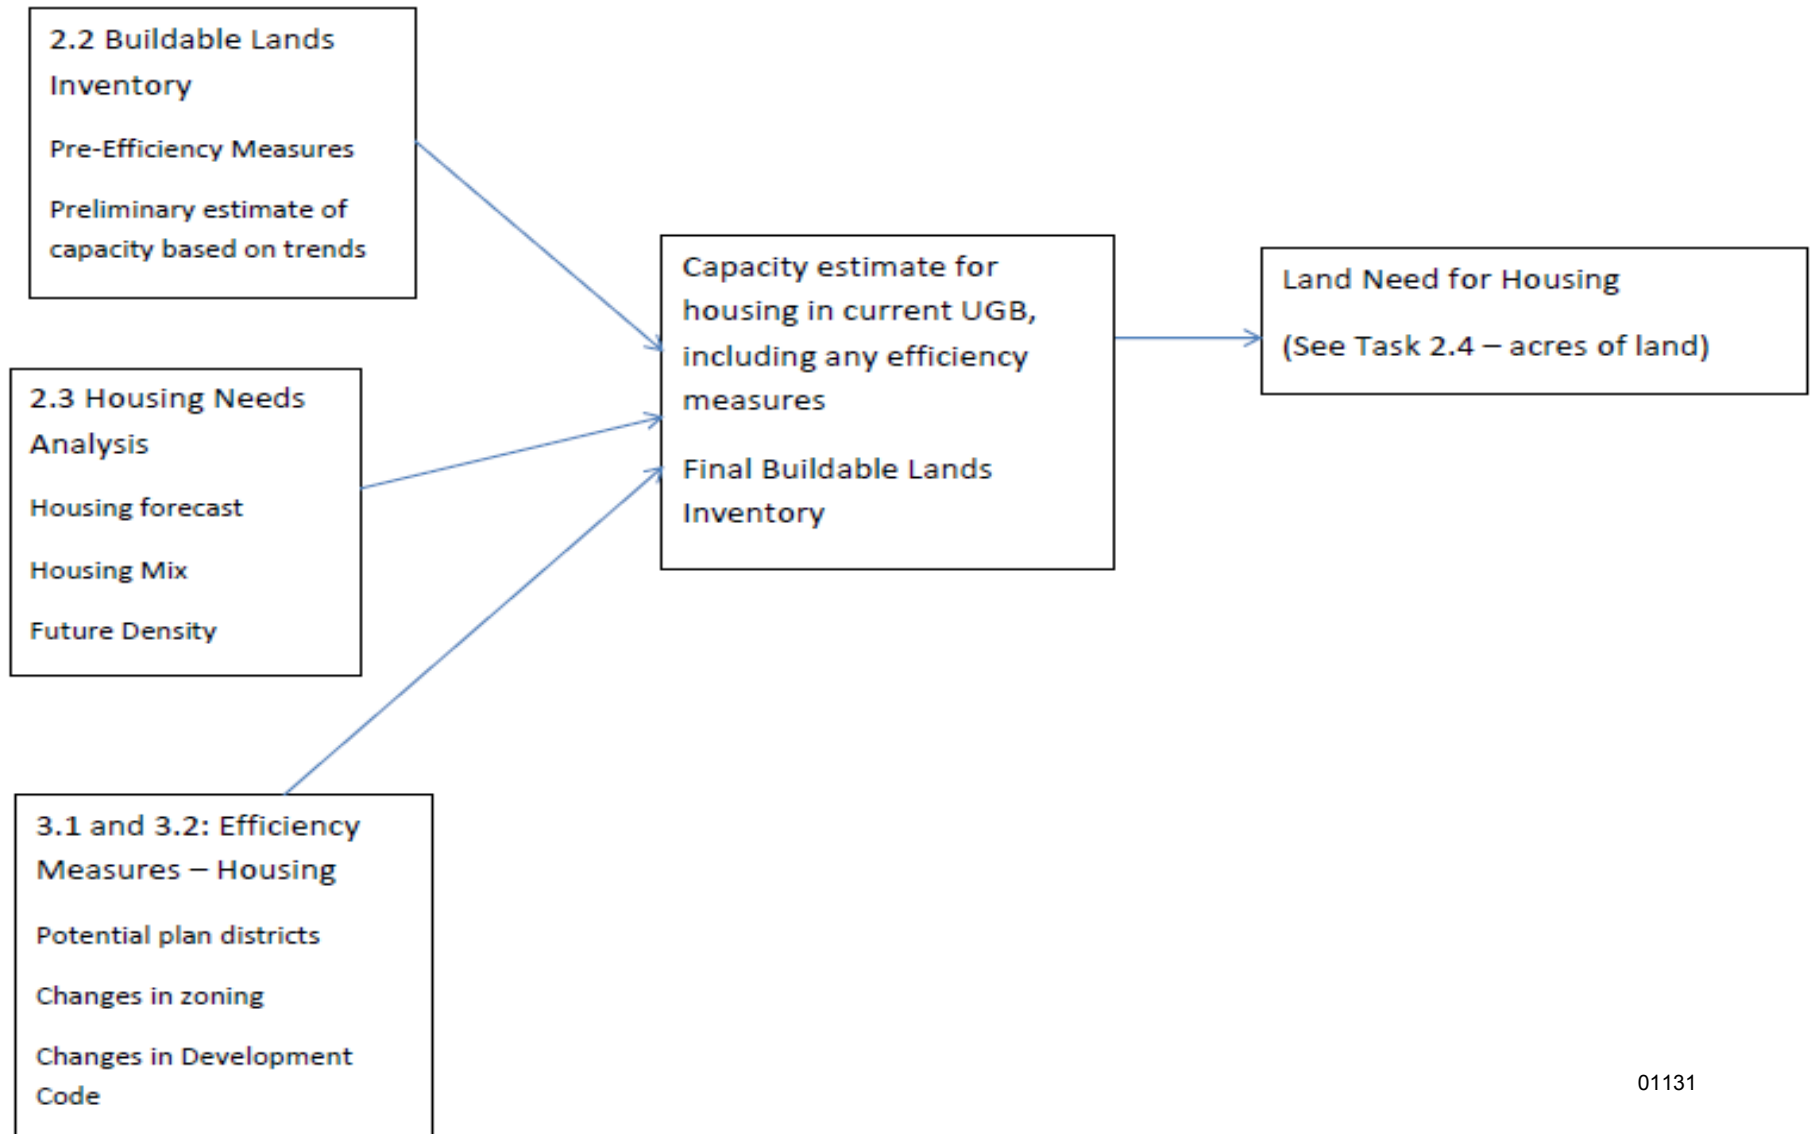 2.2 Buildable Lands
Inventory
Pre-Efficiency Measures
Preliminary estimate of
capacity based on trends
2.3 Housing Needs
Analysis
Housing forecast
Housing Mix
Future Density
3.1 and 3.2: Efficiency
Measures – Housing
Potential plan districts
Changes in zoning
Changes in Development
Code
Capacity estimate for
housing in current UGB,
including any efficiency
measures
Final Buildable Lands
Inventory
Land Need for Housing
(See Task 2.4 – acres of land)
01131